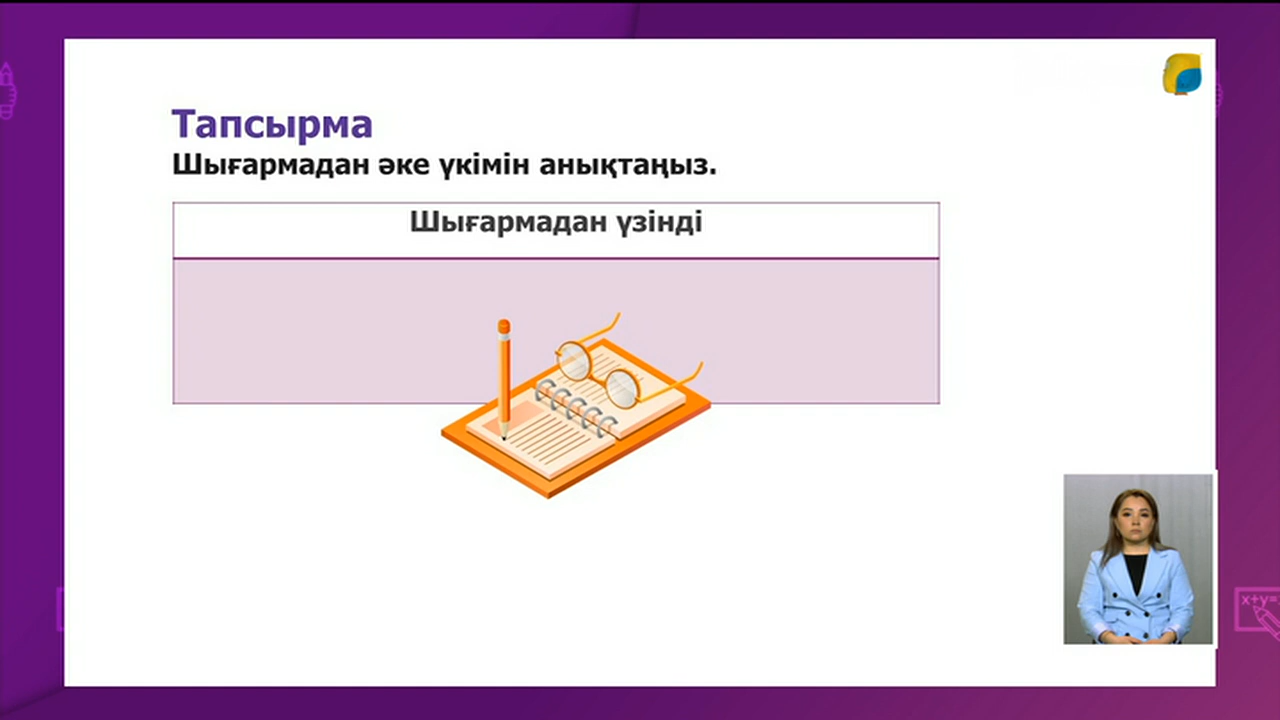 Тапсырма
Шығармадан әке үкімін анықтаңыз.
Шығармадан үзінді
x+y=